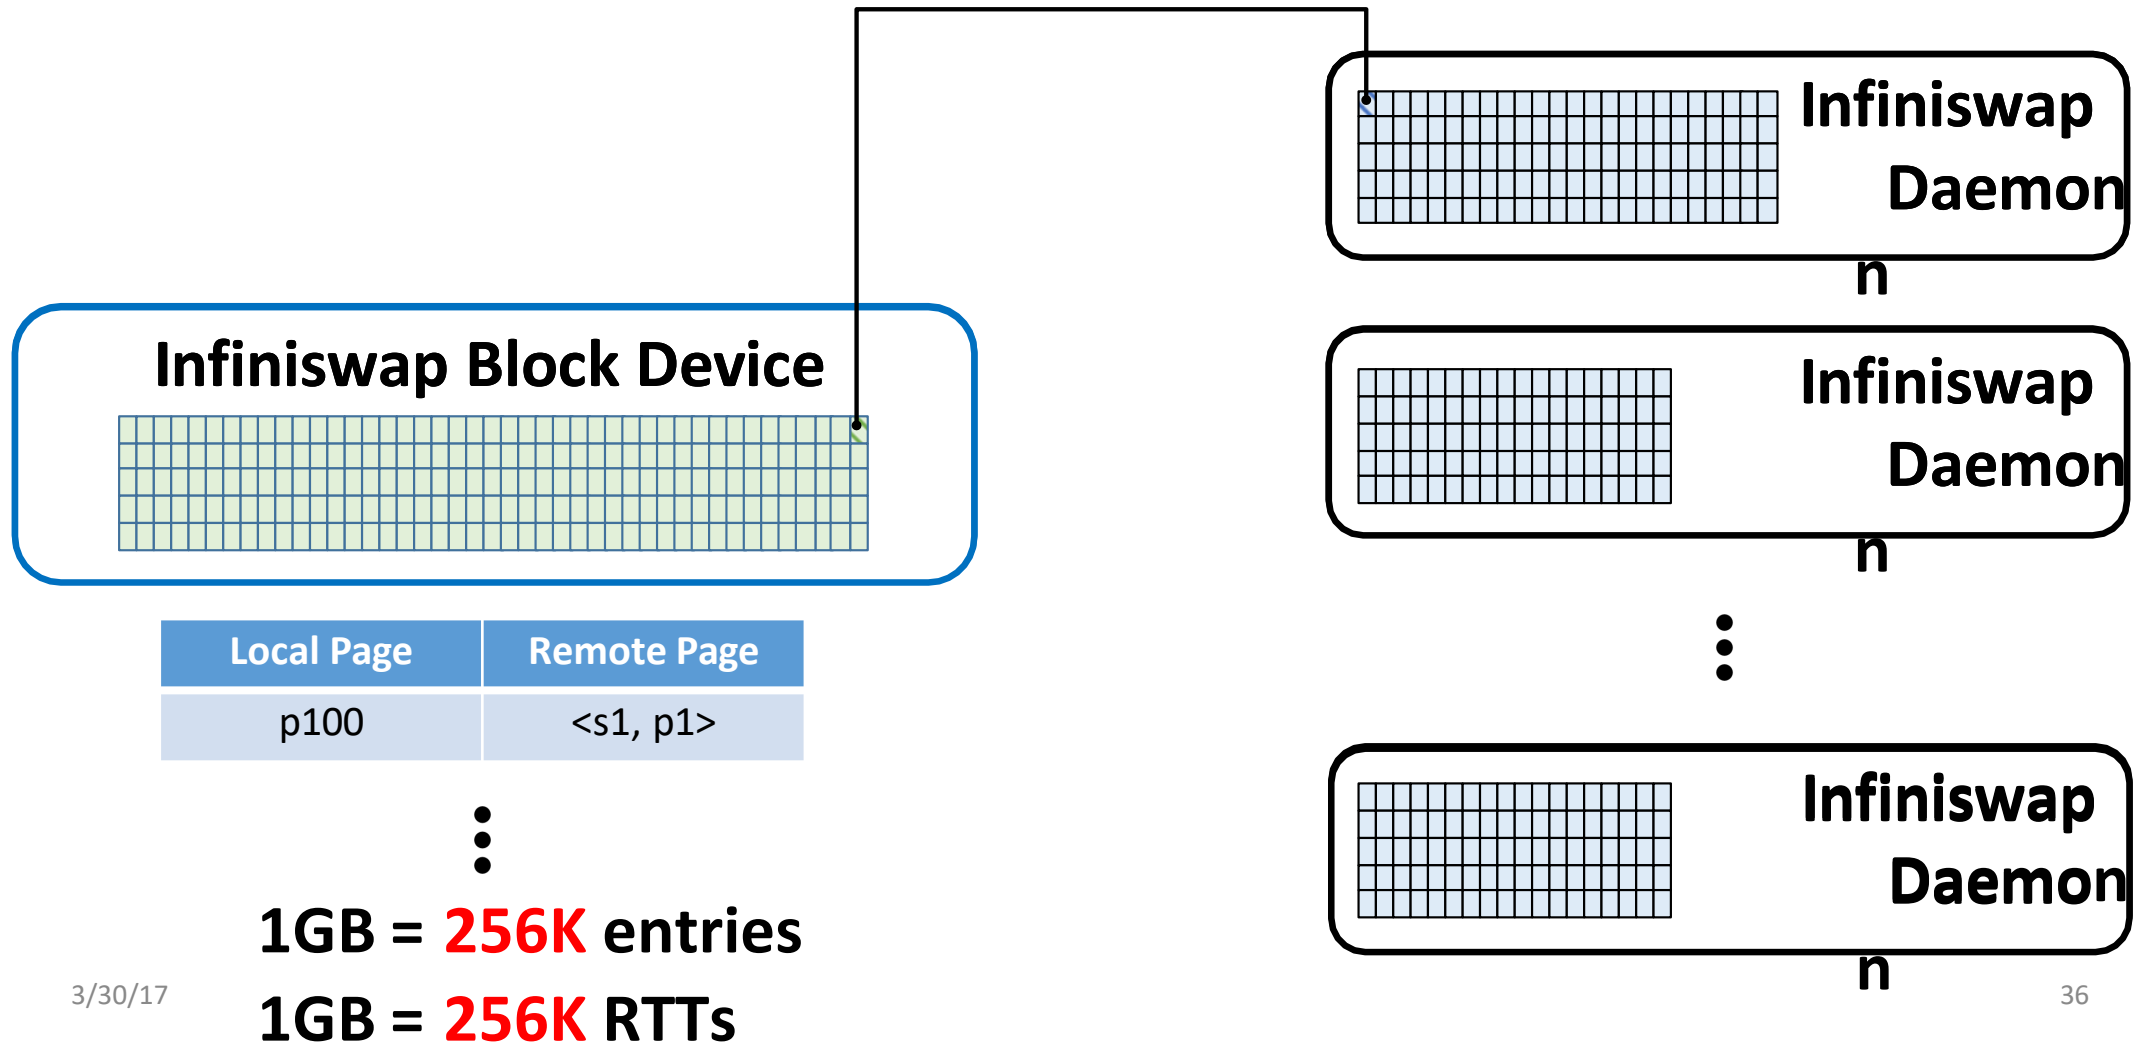 Infiniswap
Daemon
n
Infiniswap Block Device
Infiniswap
Daemon
n
Local Page Remote Page
p100 <s1, p1>
Infiniswap
Daemon
n
1GB = 256K entries
1GB = 256K RTTs
3/30/17
36